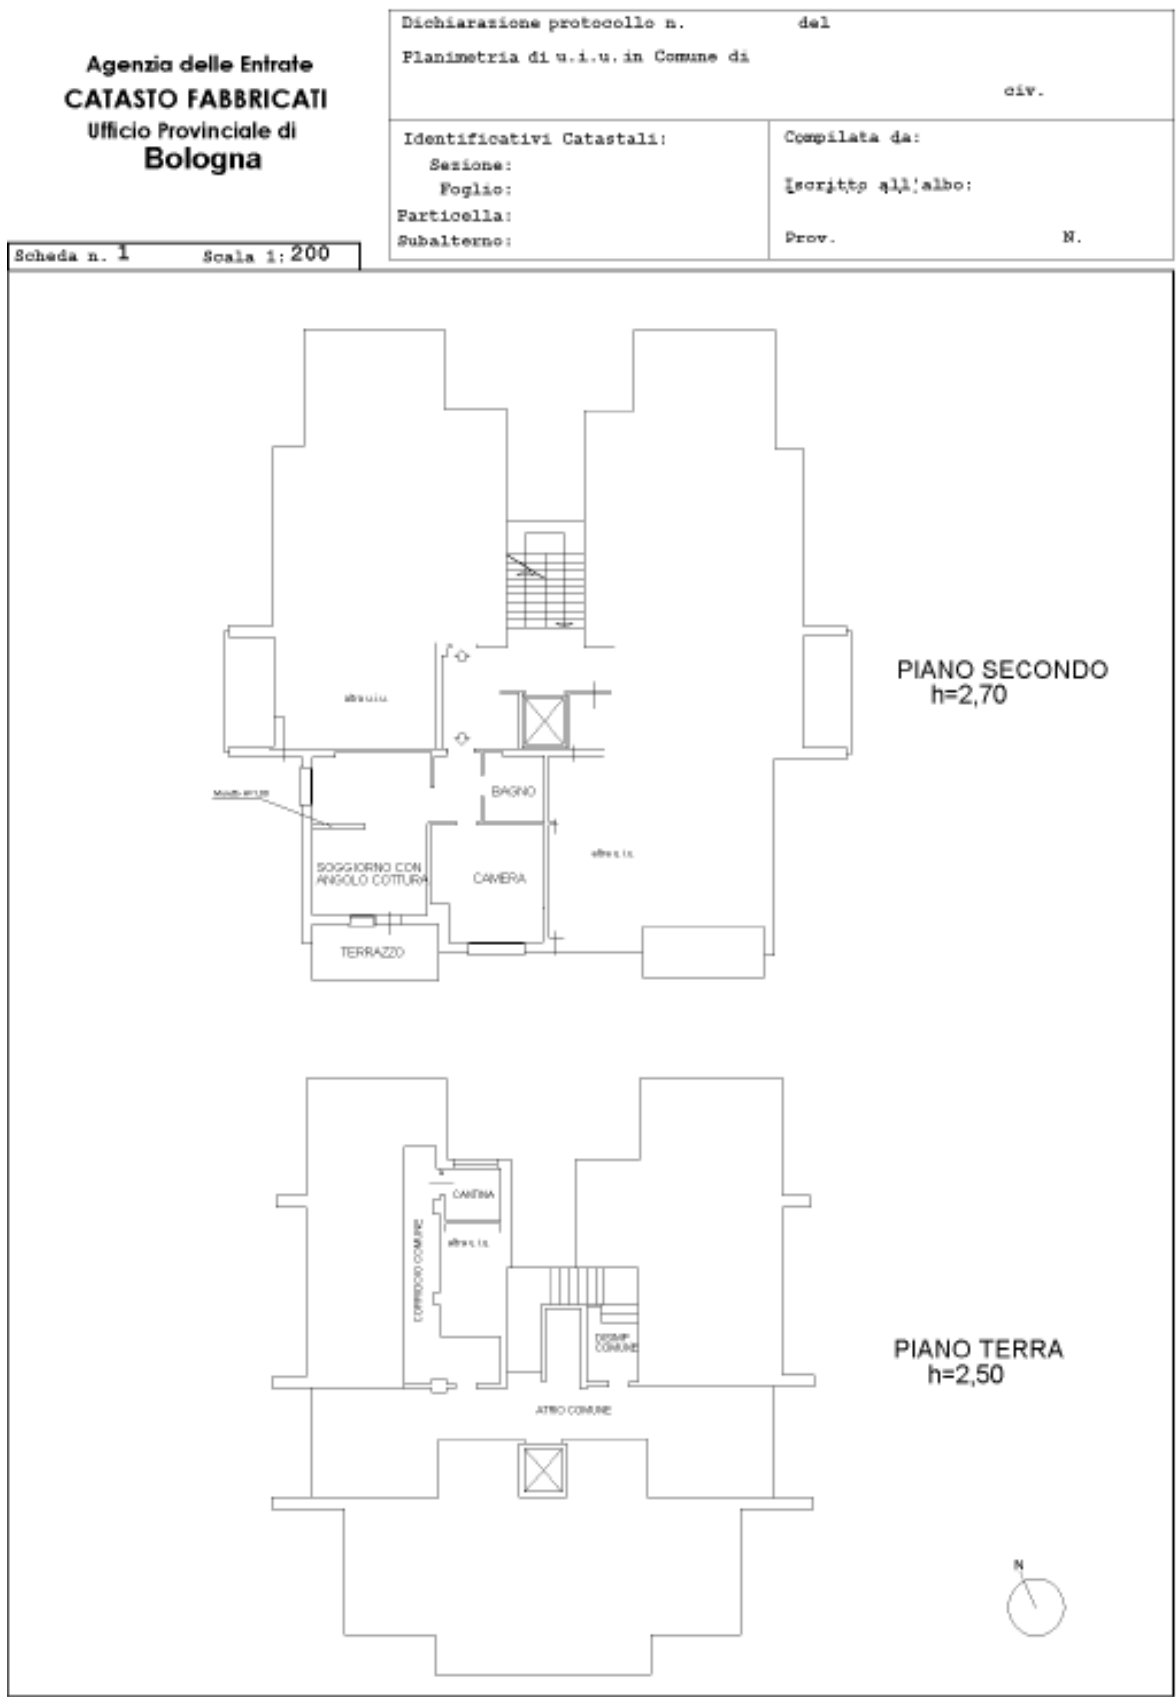 Agenzia delle Entrate
CATASTO FABBRICATI
Ufficio Provinciale di
Bologna
Dichiarazione protocollo n. del
Planimetria di u.i.u. in Comune di
civ.
Identificativi Catastali:
Sezione:
Foglio:
Particella:
Subalterno:
Compilata da:
Iscritto all'albo:
Prov. N.
Scheda n. 1 Scala 1: 200
PIANO SECONDO
h=2,70
altra u.i.u.
BAGNO
SOGGIORNO CON
ANGOLO COTTURA
CAMERA
altra u.i.u.
TERRAZZO
CANTINA
altra u.i.u.
CORRIDOIO COMUNE
DISIMP.
COMUNE
PIANO TERRA
h=2,50
ATRIO COMUNE
N